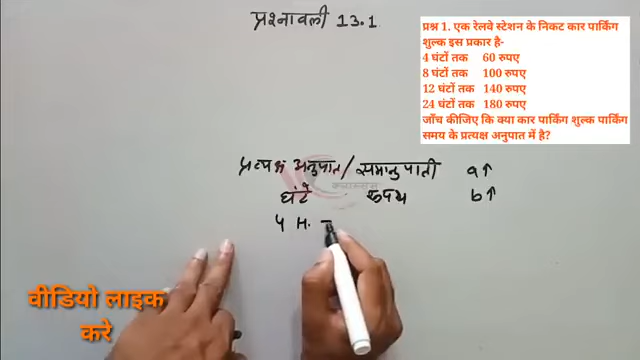 प्रश्नावली 13.1
प्रश्न 1. एक रेलवे स्टेशन के निकट कार पार्किंग
शुल्क इस प्रकार है-
4 घंटों तक 60 रुपए
8 घंटों तक 100 रुपए
12 घंटों तक 140 रुपए
24 घंटों तक 180 रुपए
जाँच कीजिए कि क्या कार पार्किंग शुल्क पार्किंग
समय के प्रत्यक्ष अनुपात में है?
प्रत्यक्ष अनुपात / समानुपाती a↑
घंटे रुपये b↑
4 H. -
वीडियो लाइक
करे